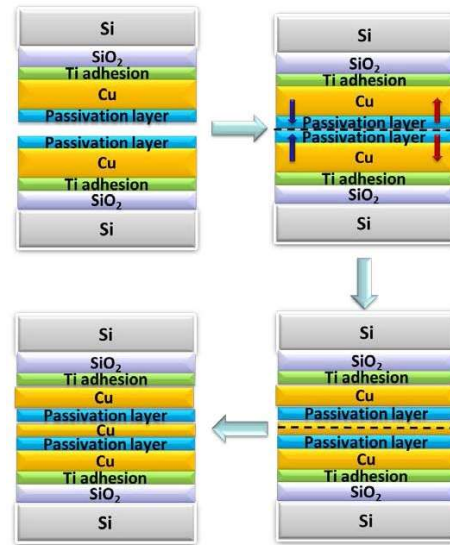 Si
SiO₂
Ti adhesion
Cu
Passivation layer
Passivation layer
Cu
Ti adhesion
SiO₂
Si
Si
SiO₂
Ti adhesion
Cu
Passivation layer
Passivation layer
Cu
Ti adhesion
SiO₂
Si
Si
SiO₂
Ti adhesion
Cu
Passivation layer
Passivation layer
Cu
Ti adhesion
SiO₂
Si
Si
SiO₂
Ti adhesion
Cu
Passivation layer
Cu
Passivation layer
Cu
Ti adhesion
SiO₂
Si